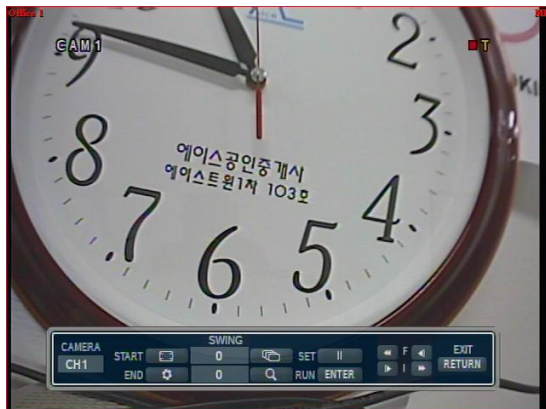 Office 1
CAM1
T
2
3
4
5
6
7
8
9
에이스공인중개사
에이스트윈1차 103호
CAMERA
CH1
SWING
START 0 SET
END 0 RUN ENTER
F
I
EXIT
RETURN